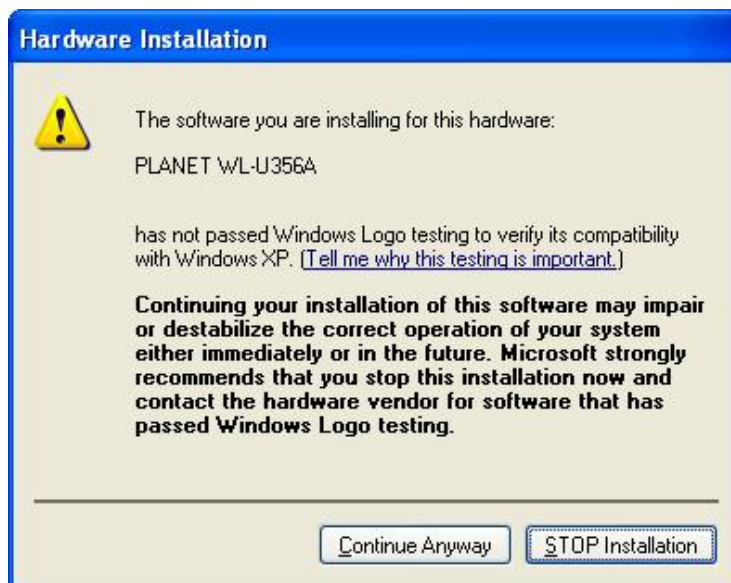 Hardware Installation
The software you are installing for this hardware:
PLANET WL-U356A
has not passed Windows Logo testing to verify its compatibility
with Windows XP. (Tell me why this testing is important.)
Continuing your installation of this software may impair
or destabilize the correct operation of your system
either immediately or in the future. Microsoft strongly
recommends that you stop this installation now and
contact the hardware vendor for software that has
passed Windows Logo testing.
Continue Anyway STOP Installation